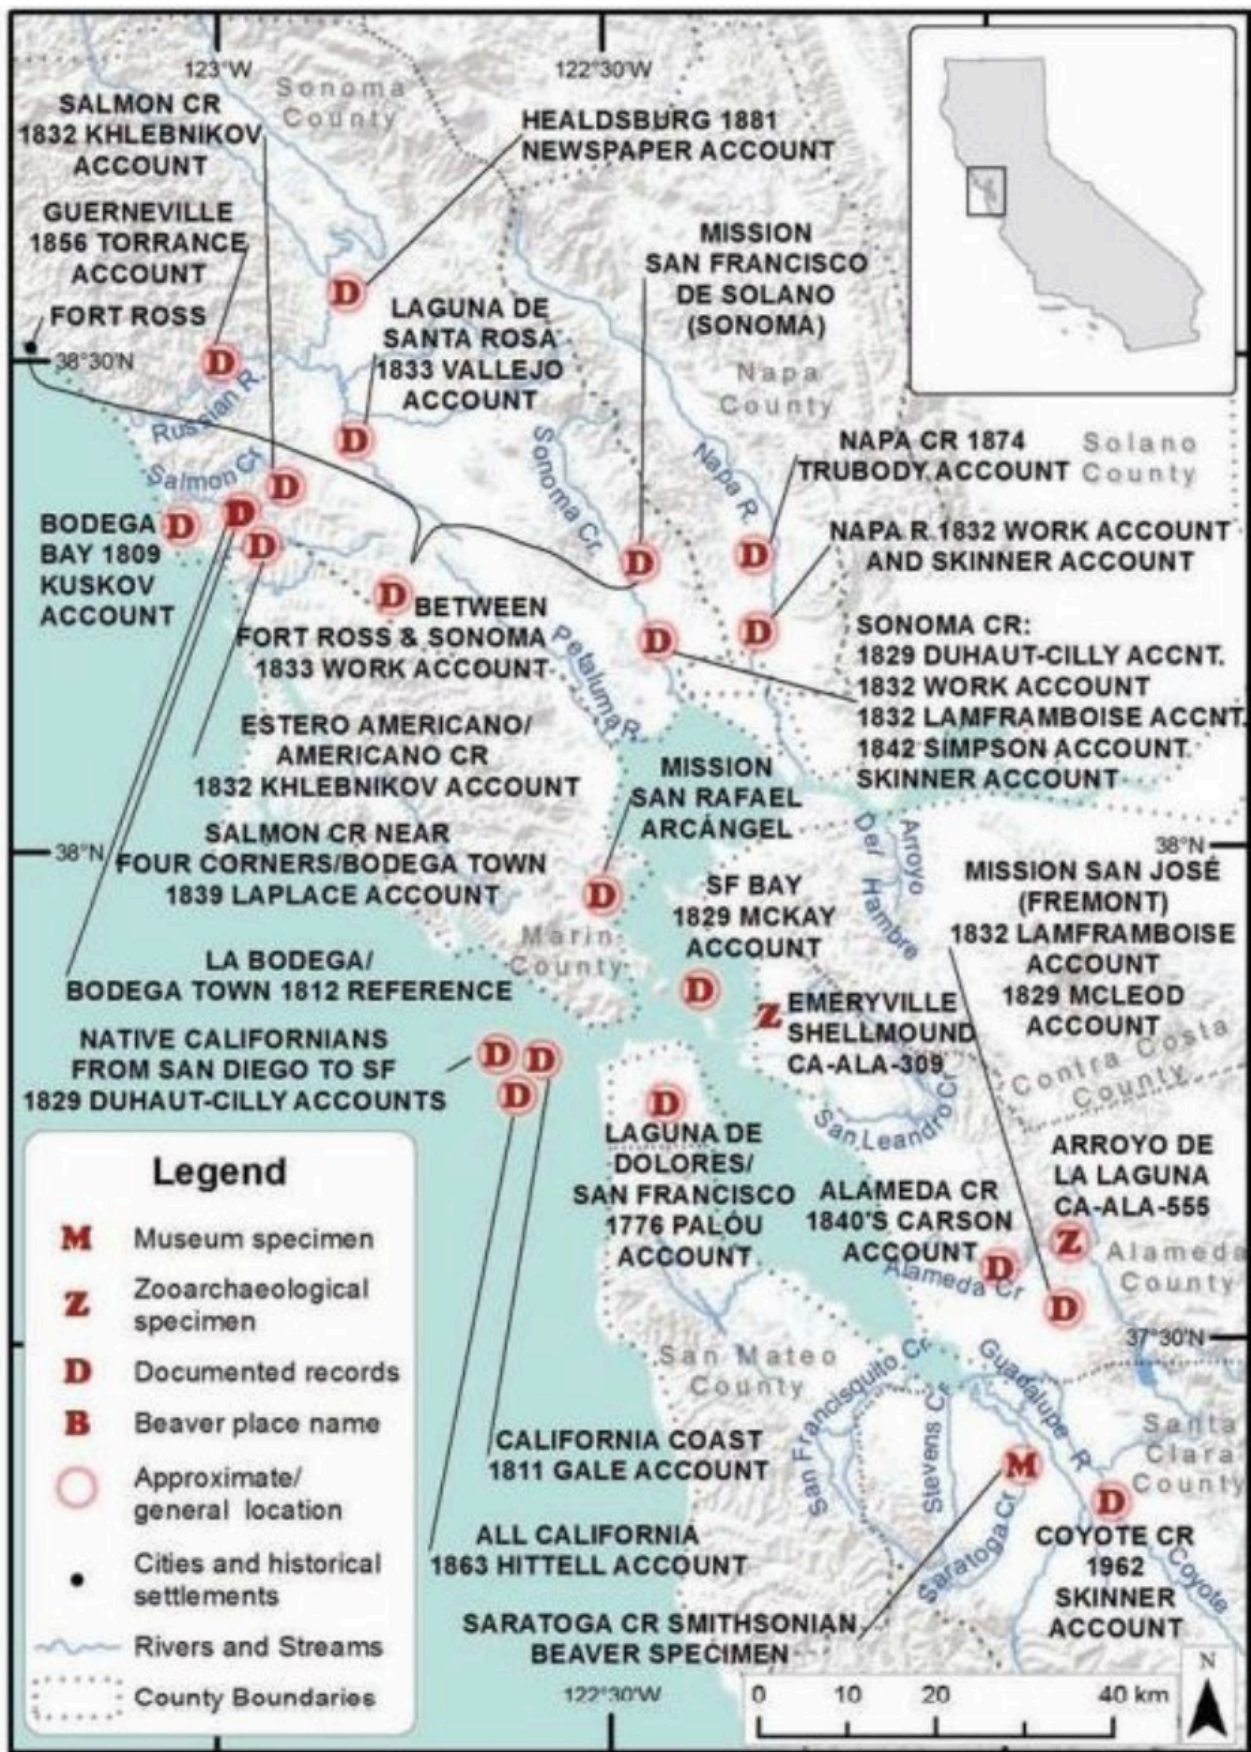 123°W
122°30'W
Sonoma
County
SALMON CR
1832 KHLEBNIKOV
ACCOUNT
HEALDSBURG 1881
NEWSPAPER ACCOUNT
GUERNEVILLE
1856 TORRANCE
ACCOUNT
MISSION
SAN FRANCISCO
DE SOLANO
(SONOMA)
FORT ROSS
D
LAGUNA DE
SANTA ROSA
1833 VALLEJO
ACCOUNT
38°30'N
D
Napa
County
Russian R.
D
Sonoma Cr.
Napa R.
NAPA CR 1874
TRUBODY ACCOUNT
Solano
County
Salmon Cr
D
D
D
D
BODEGA
BAY 1809
KUSKOV
ACCOUNT
NAPA R.1832 WORK ACCOUNT
AND SKINNER ACCOUNT
D
D
D
BETWEEN
FORT ROSS & SONOMA
1833 WORK ACCOUNT
Petaluma R.
D
D
SONOMA CR:
1829 DUHAUT-CILLY ACCNT.
1832 WORK ACCOUNT
1832 LAMFRAMBOISE ACCNT.
1842 SIMPSON ACCOUNT
SKINNER ACCOUNT
ESTERO AMERICANO/
AMERICANO CR
1832 KHLEBNIKOV ACCOUNT
MISSION
SAN RAFAEL
ARCÁNGEL
SALMON CR NEAR
FOUR CORNERS/BODEGA TOWN
1839 LAPLACE ACCOUNT
38°N
38°N
D
Arroyo
Del Hambre
SF BAY
1829 MCKAY
ACCOUNT
MISSION SAN JOSÉ
(FREMONT)
1832 LAMFRAMBOISE
ACCOUNT
1829 MCLEOD
ACCOUNT
Marin
County
LA BODEGA/
BODEGA TOWN 1812 REFERENCE
D
Z
EMERYVILLE
SHELLMOUND
CA-ALA-309
Contra Costa
County
NATIVE CALIFORNIANS
FROM SAN DIEGO TO SF
1829 DUHAUT-CILLY ACCOUNTS
D
D
D
D
San Leandro Cr
LAGUNA DE
DOLORES/
SAN FRANCISCO
1776 PALÓU
ACCOUNT
ARROYO DE
LA LAGUNA
CA-ALA-555
ALAMEDA CR
1840'S CARSON
ACCOUNT
D
Z
Alameda
County
Alameda Cr
D
37°30'N
San Mateo
County
San Francisquito Cr
Stevens Cr
Guadalupe R
Santa
Clara
County
CALIFORNIA COAST
1811 GALE ACCOUNT
M
D
Saratoga Cr
ALL CALIFORNIA
1863 HITTELL ACCOUNT
COYOTE CR
1962
SKINNER
ACCOUNT
Coyote
SARATOGA CR SMITHSONIAN
BEAVER SPECIMEN
122°30'W
N
0 10 20 40 km
Legend
M Museum specimen
Z Zooarchaeological
specimen
D Documented records
B Beaver place name
Approximate/
general location
Cities and historical
settlements
Rivers and Streams
County Boundaries